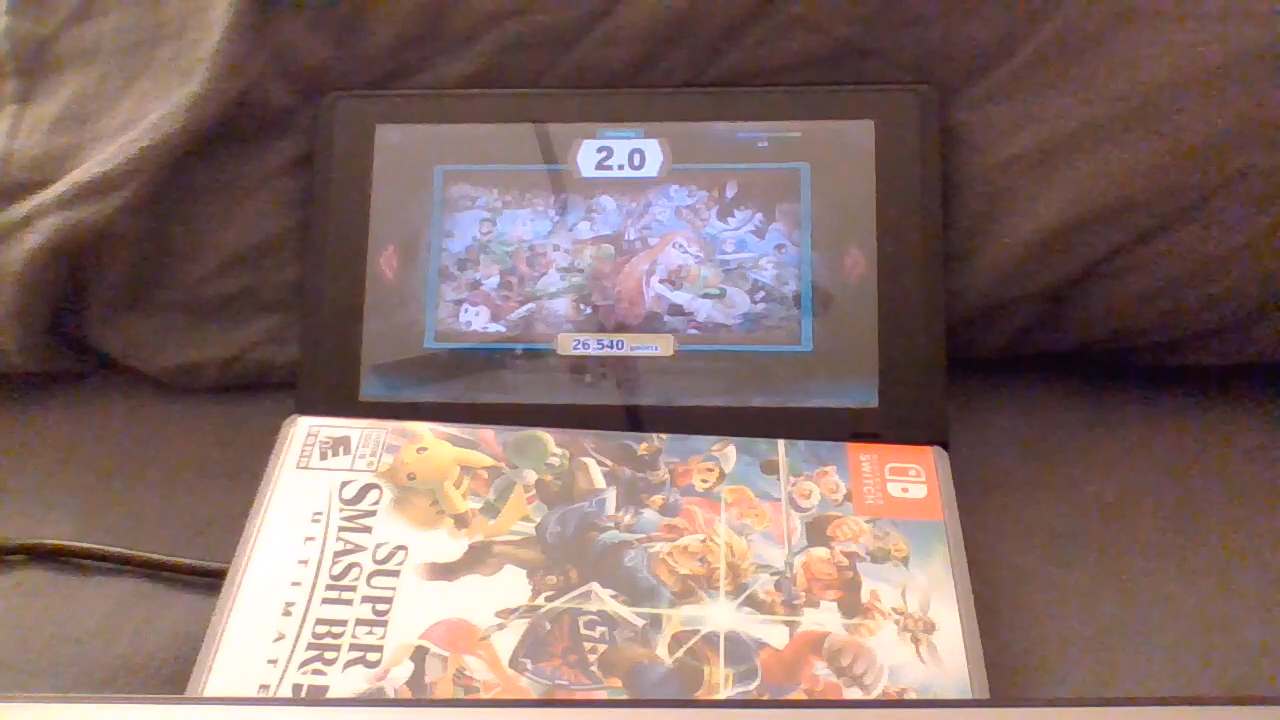 2.0
26,540 POINTS
SUPER
SMASH BROS
ULTIMATE
NINTENDO
SWITCH
E